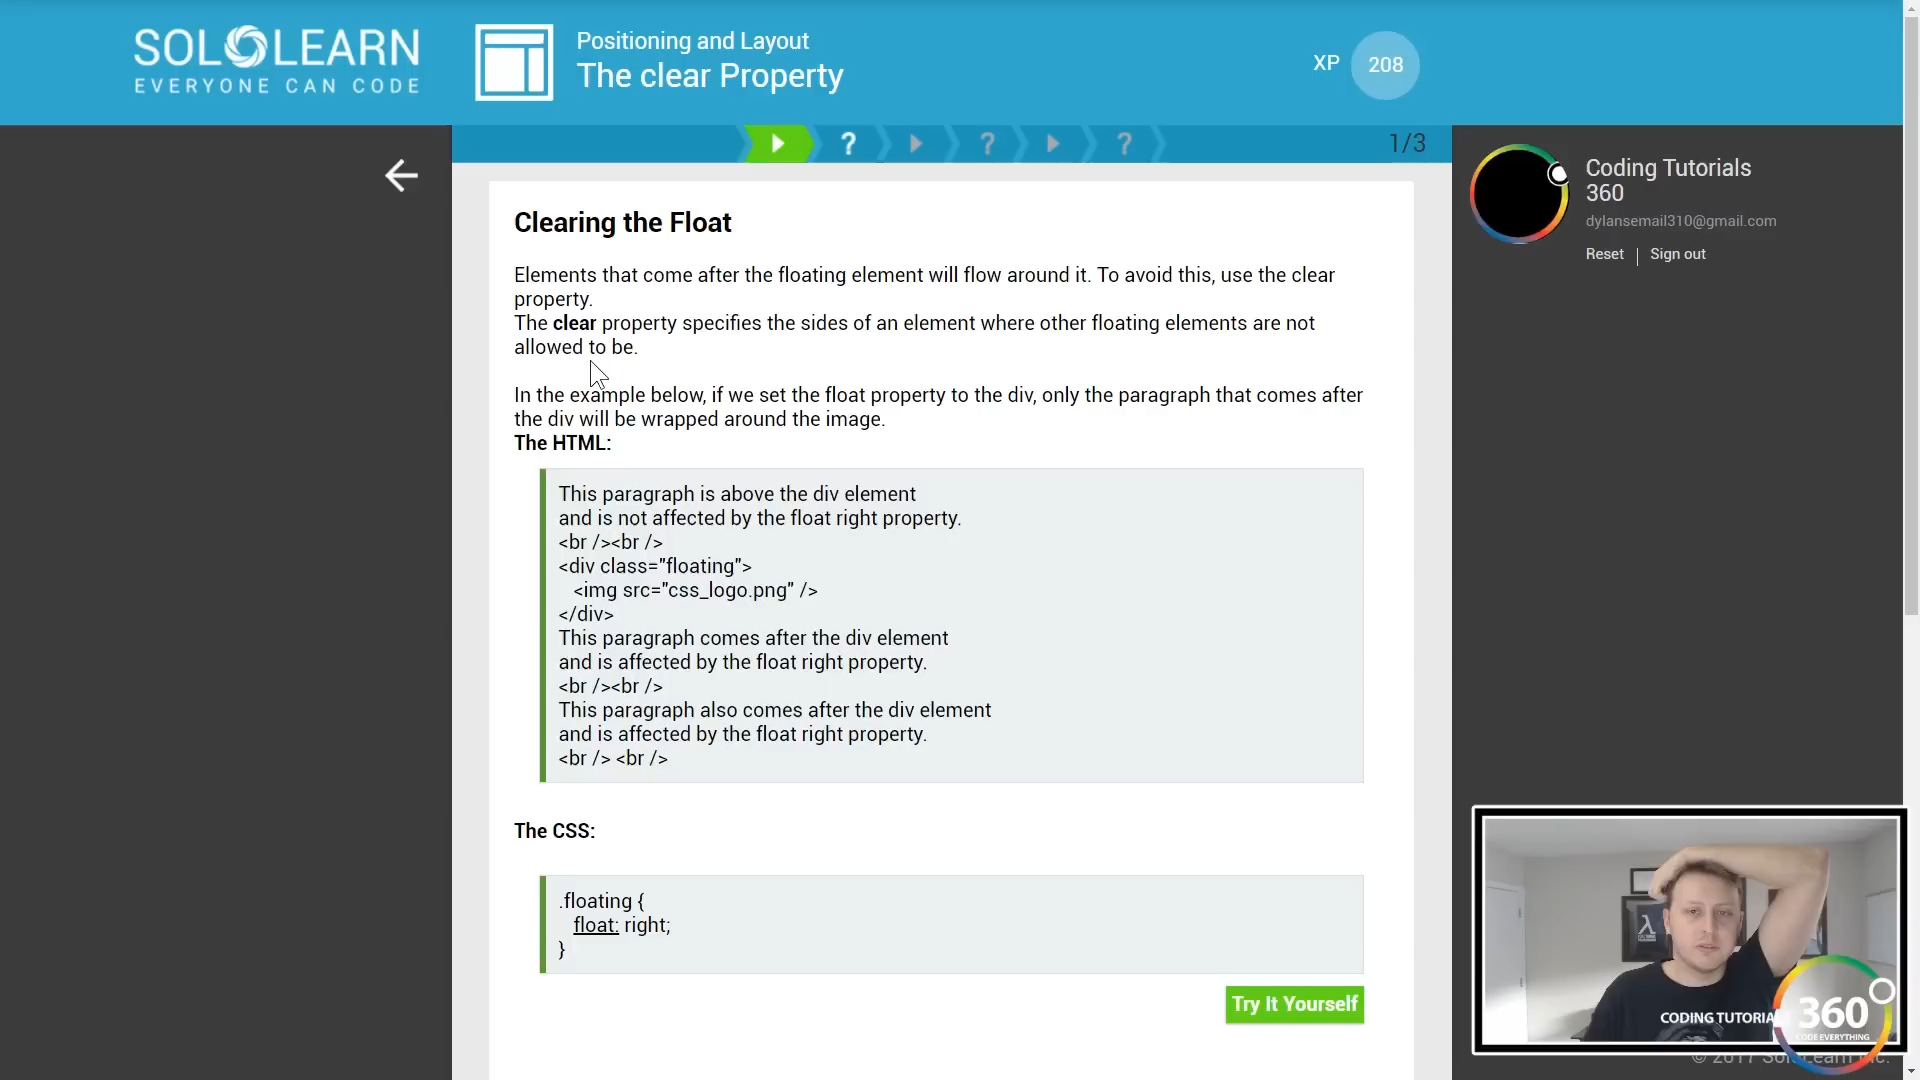 SOLOLEARN
EVERYONE CAN CODE
Positioning and Layout
The clear Property
XP 208
? ? ?
1/3
Coding Tutorials
360
dylansemail310@gmail.com
Reset | Sign out
Clearing the Float
Elements that come after the floating element will flow around it. To avoid this, use the clear
property.
The clear property specifies the sides of an element where other floating elements are not
allowed to be.
In the example below, if we set the float property to the div, only the paragraph that comes after
the div will be wrapped around the image.
The HTML:
This paragraph is above the div element
and is not affected by the float right property.
<br /><br />
<div class="floating">
<img src="css_logo.png" />
</div>
This paragraph comes after the div element
and is affected by the float right property.
<br /><br />
This paragraph also comes after the div element
and is affected by the float right property.
<br /> <br />
The CSS:
.floating {
float: right;
}
Try It Yourself
CODING TUTORIA
360
CODE EVERYTHING
© 2017 SoloLearn Inc.